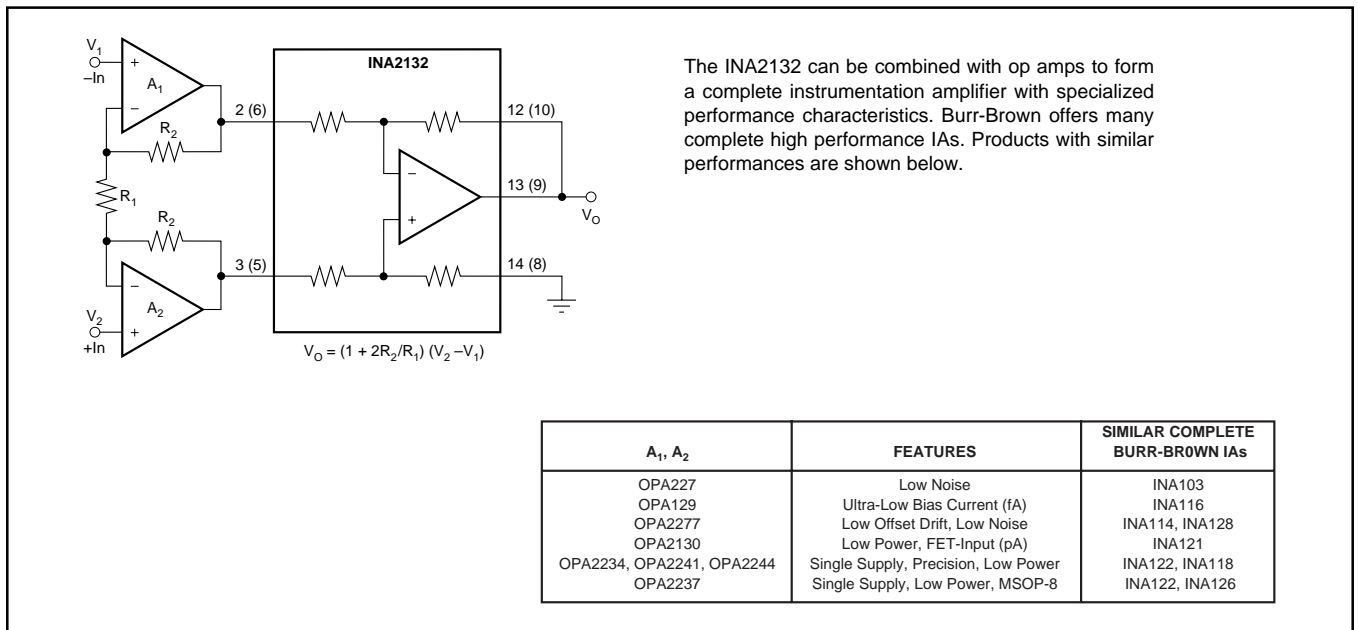 V1
–In
A1
R2
R1
R2
A2
V2
+In
INA2132
2 (6)
12 (10)
13 (9)
VO
3 (5)
14 (8)
–
+
+
–
–
+
VO = (1 + 2R2/R1) (V2 –V1)
The INA2132 can be combined with op amps to form
a complete instrumentation amplifier with specialized
performance characteristics. Burr-Brown offers many
complete high performance IAs. Products with similar
performances are shown below.
A1, A2 FEATURES SIMILAR COMPLETE
BURR-BR0WN IAs
OPA227 Low Noise INA103
OPA129 Ultra-Low Bias Current (fA) INA116
OPA2277 Low Offset Drift, Low Noise INA114, INA128
OPA2130 Low Power, FET-Input (pA) INA121
OPA2234, OPA2241, OPA2244 Single Supply, Precision, Low Power INA122, INA118
OPA2237 Single Supply, Low Power, MSOP-8 INA122, INA126